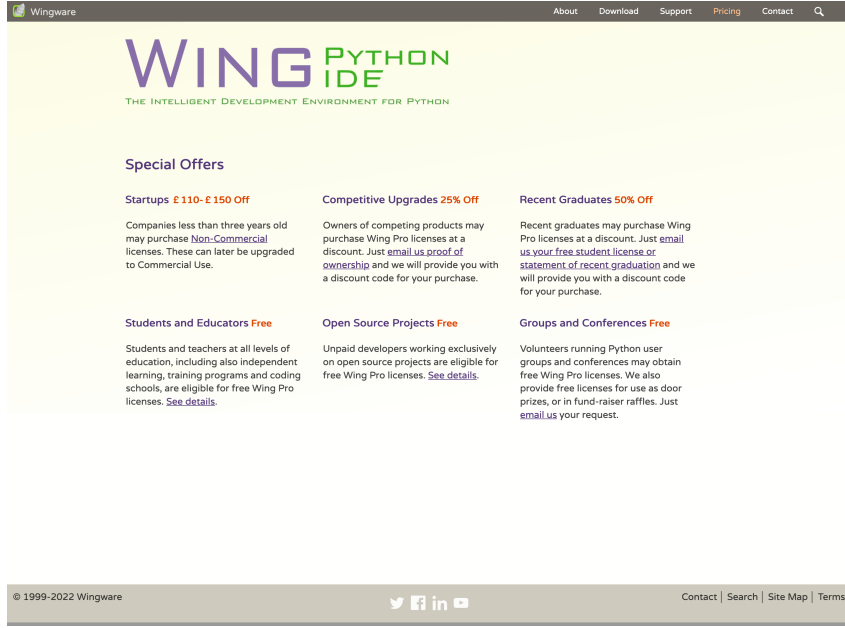 Wingware
About Download Support Pricing Contact
WING PYTHON
IDE
THE INTELLIGENT DEVELOPMENT ENVIRONMENT FOR PYTHON
Special Offers
Startups £110-£150 Off
Companies less than three years old
may purchase Non-Commercial
licenses. These can later be upgraded
to Commercial Use.
Competitive Upgrades 25% Off
Owners of competing products may
purchase Wing Pro licenses at a
discount. Just email us proof of
ownership and we will provide you with
a discount code for your purchase.
Recent Graduates 50% Off
Recent graduates may purchase Wing
Pro licenses at a discount. Just email
us your free student license or
statement of recent graduation and we
will provide you with a discount code
for your purchase.
Students and Educators Free
Students and teachers at all levels of
education, including also independent
learning, training programs and coding
schools, are eligible for free Wing Pro
licenses. See details.
Open Source Projects Free
Unpaid developers working exclusively
on open source projects are eligible for
free Wing Pro licenses. See details.
Groups and Conferences Free
Volunteers running Python user
groups and conferences may obtain
free Wing Pro licenses. We also
provide free licenses for use as door
prizes, or in fund-raiser raffles. Just
email us your request.
© 1999-2022 Wingware
Contact | Search | Site Map | Terms